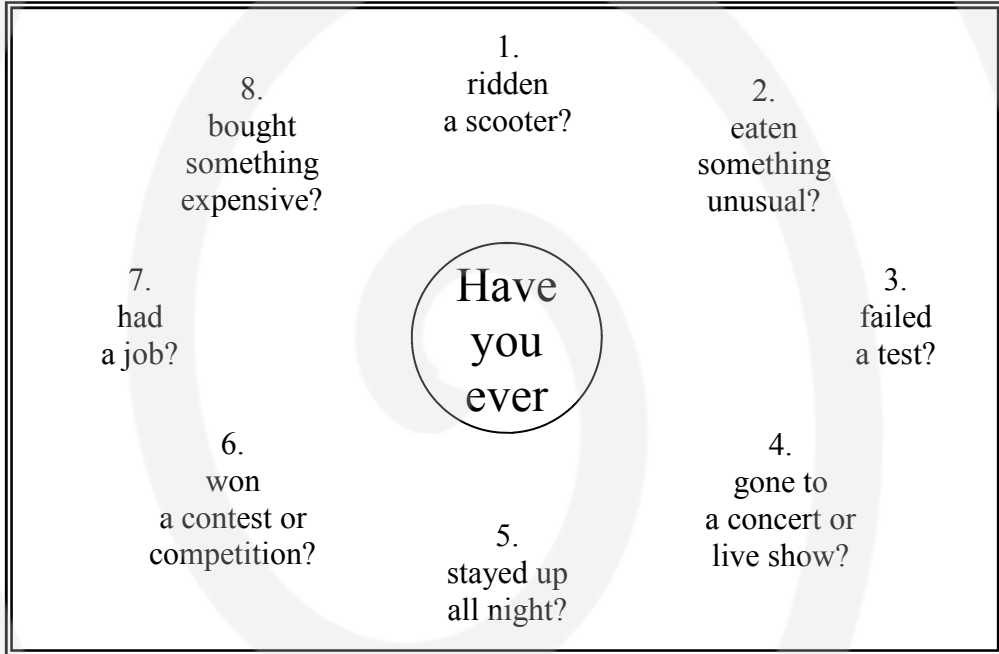 Have
you
ever
1.
ridden
a scooter?
2.
eaten
something
unusual?
3.
failed
a test?
4.
gone to
a concert or
live show?
5.
stayed up
all night?
6.
won
a contest or
competition?
7.
had
a job?
8.
bought
something
expensive?